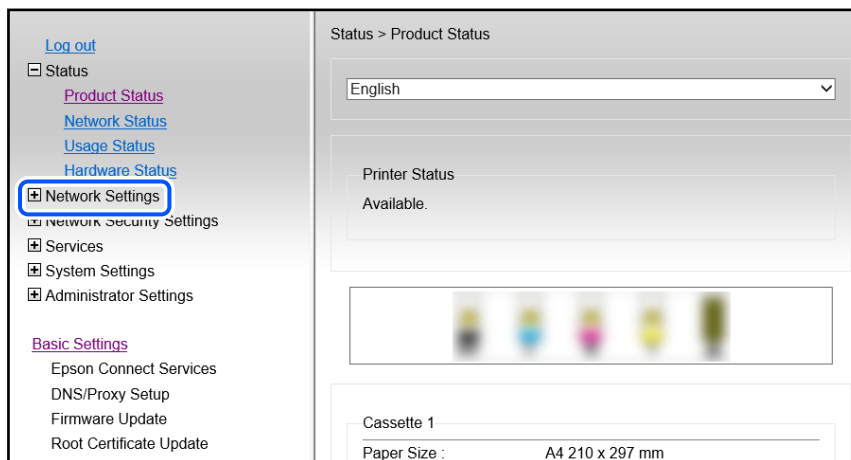 Log out
Status
Product Status
Network Status
Usage Status
Hardware Status
Network Settings
Network Security Settings
Services
System Settings
Administrator Settings
Basic Settings
Epson Connect Services
DNS/Proxy Setup
Firmware Update
Root Certificate Update
Status > Product Status
English
Printer Status
Available.
Cassette 1
Paper Size : A4 210 x 297 mm